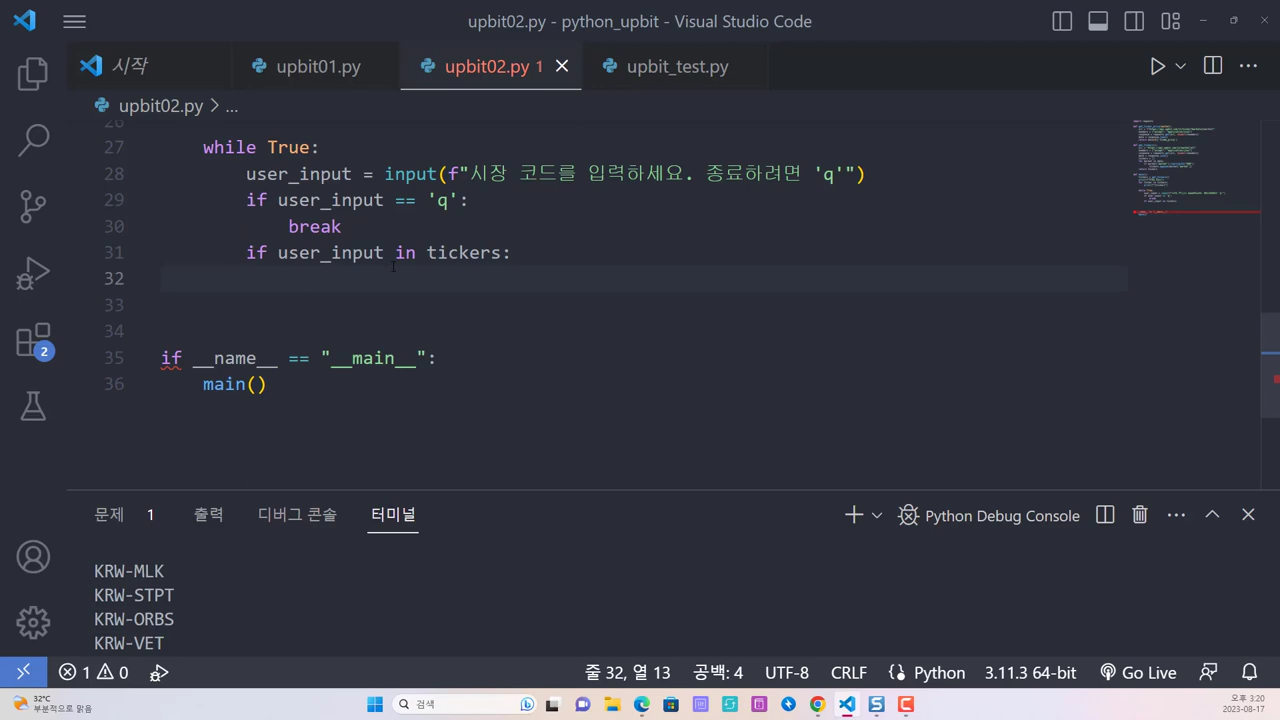 upbit02.py - python_upbit - Visual Studio Code
시작
upbit01.py
upbit02.py 1
upbit_test.py
upbit02.py > ...
26
27 while True:
28 user_input = input(f"시장 코드를 입력하세요. 종료하려면 'q'")
29 if user_input == 'q':
30 break
31 if user_input in tickers:
32
33
34
35 if __name__ == "__main__":
36 main()
2
문제 1 출력 디버그 콘솔 터미널
Python Debug Console
KRW-MLK
KRW-STPT
KRW-ORBS
KRW-VET
1 0
줄 32, 열 13 공백: 4 UTF-8 CRLF Python 3.11.3 64-bit Go Live
32°C
부분적으로 맑음
검색
오후 3:20
2023-08-17